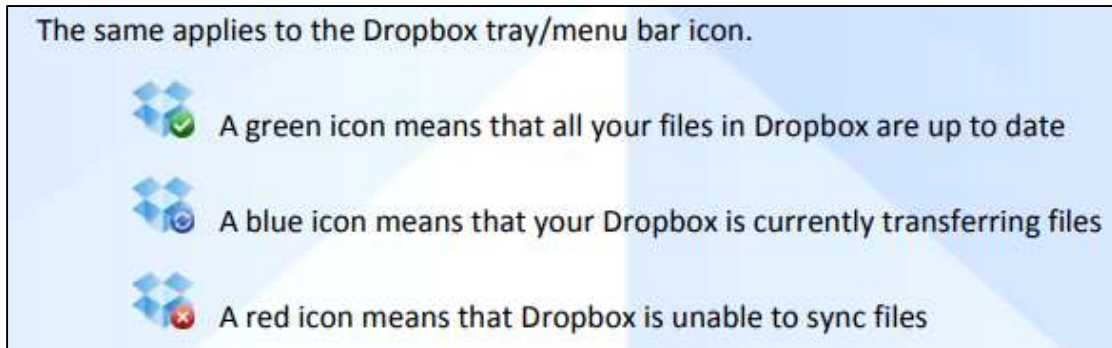 The same applies to the Dropbox tray/menu bar icon.
A green icon means that all your files in Dropbox are up to date
A blue icon means that your Dropbox is currently transferring files
A red icon means that Dropbox is unable to sync files